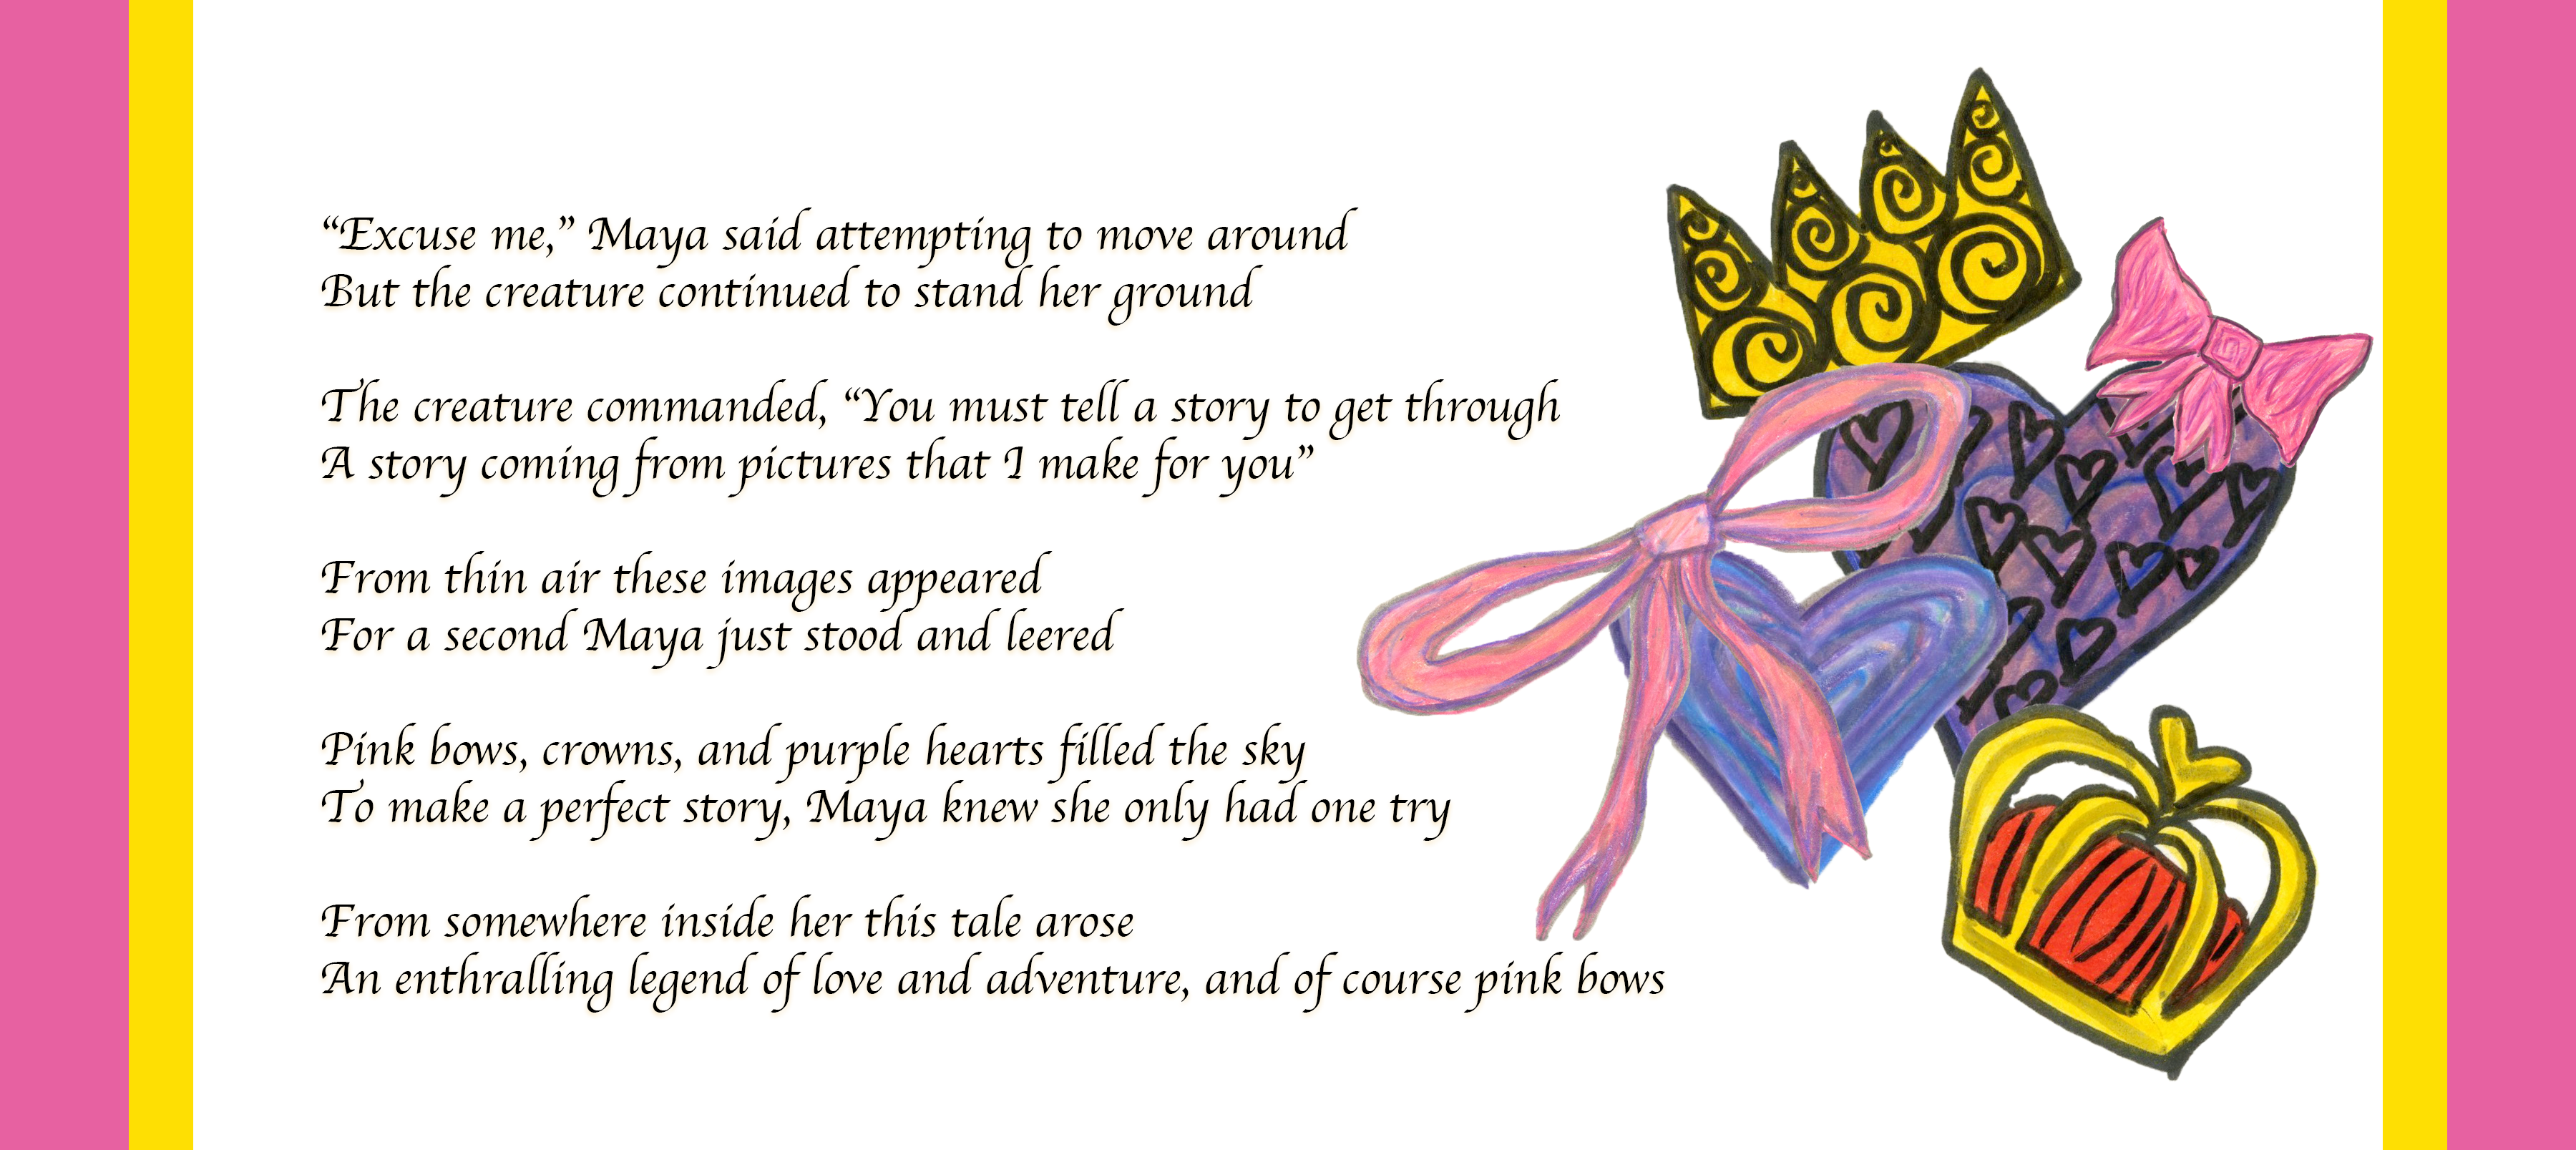 “Excuse me,” Maya said attempting to move around
But the creature continued to stand her ground
The creature commanded, “You must tell a story to get through
A story coming from pictures that I make for you”
From thin air these images appeared
For a second Maya just stood and leered
Pink bows, crowns, and purple hearts filled the sky
To make a perfect story, Maya knew she only had one try
From somewhere inside her this tale arose
An enthralling legend of love and adventure, and of course pink bows